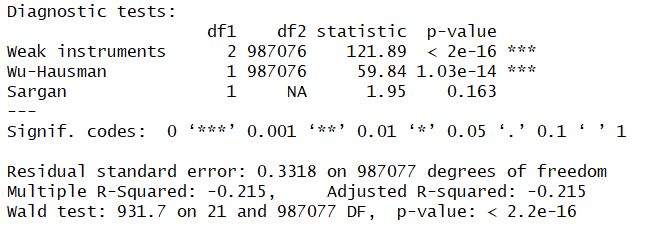 Diagnostic tests:
df1 df2 statistic p-value
Weak instruments 2 987076 121.89 < 2e-16 ***
Wu-Hausman 1 987076 59.84 1.03e-14 ***
Sargan 1 NA 1.95 0.163
---
Signif. codes: 0 ‘***’ 0.001 ‘**’ 0.01 ‘*’ 0.05 ‘.’ 0.1 ‘ ’ 1
Residual standard error: 0.3318 on 987077 degrees of freedom
Multiple R-Squared: -0.215, Adjusted R-squared: -0.215
Wald test: 931.7 on 21 and 987077 DF, p-value: < 2.2e-16